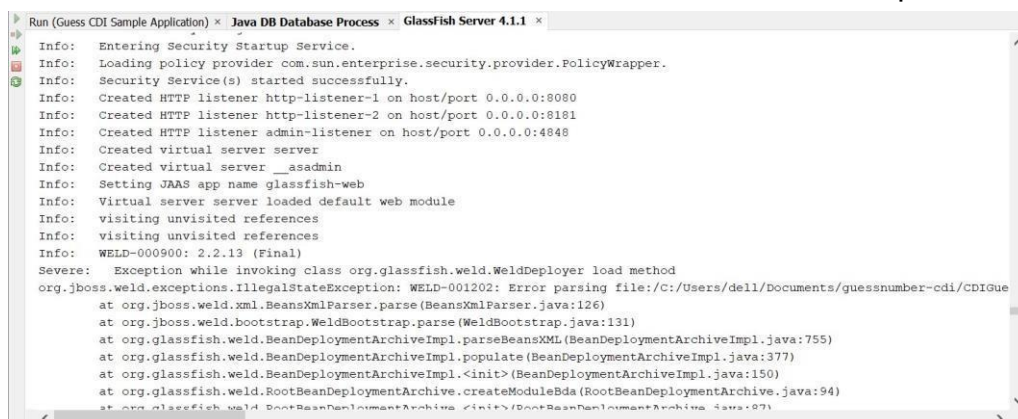 Run (Guess CDI Sample Application) × Java DB Database Process × GlassFish Server 4.1.1 ×
Info: Entering Security Startup Service.
Info: Loading policy provider com.sun.enterprise.security.provider.PolicyWrapper.
Info: Security Service(s) started successfully.
Info: Created HTTP listener http-listener-1 on host/port 0.0.0.0:8080
Info: Created HTTP listener http-listener-2 on host/port 0.0.0.0:8181
Info: Created HTTP listener admin-listener on host/port 0.0.0.0:4848
Info: Created virtual server server
Info: Created virtual server __asadmin
Info: Setting JAAS app name glassfish-web
Info: Virtual server server loaded default web module
Info: visiting unvisited references
Info: visiting unvisited references
Info: WELD-000900: 2.2.13 (Final)
Severe: Exception while invoking class org.glassfish.weld.WeldDeployer load method
org.jboss.weld.exceptions.IllegalStateException: WELD-001202: Error parsing file:/C:/Users/dell/Documents/guessnumber-cdi/CDIGue
at org.jboss.weld.xml.BeansXmlParser.parse(BeansXmlParser.java:126)
at org.jboss.weld.bootstrap.WeldBootstrap.parse(WeldBootstrap.java:131)
at org.glassfish.weld.BeanDeploymentArchiveImpl.parseBeansXML(BeanDeploymentArchiveImpl.java:755)
at org.glassfish.weld.BeanDeploymentArchiveImpl.populate(BeanDeploymentArchiveImpl.java:377)
at org.glassfish.weld.BeanDeploymentArchiveImpl.<init>(BeanDeploymentArchiveImpl.java:150)
at org.glassfish.weld.RootBeanDeploymentArchive.createModuleBda(RootBeanDeploymentArchive.java:94)
at org.glassfish.weld.RootBeanDeploymentArchive.<init>(RootBeanDeploymentArchive.java:87)